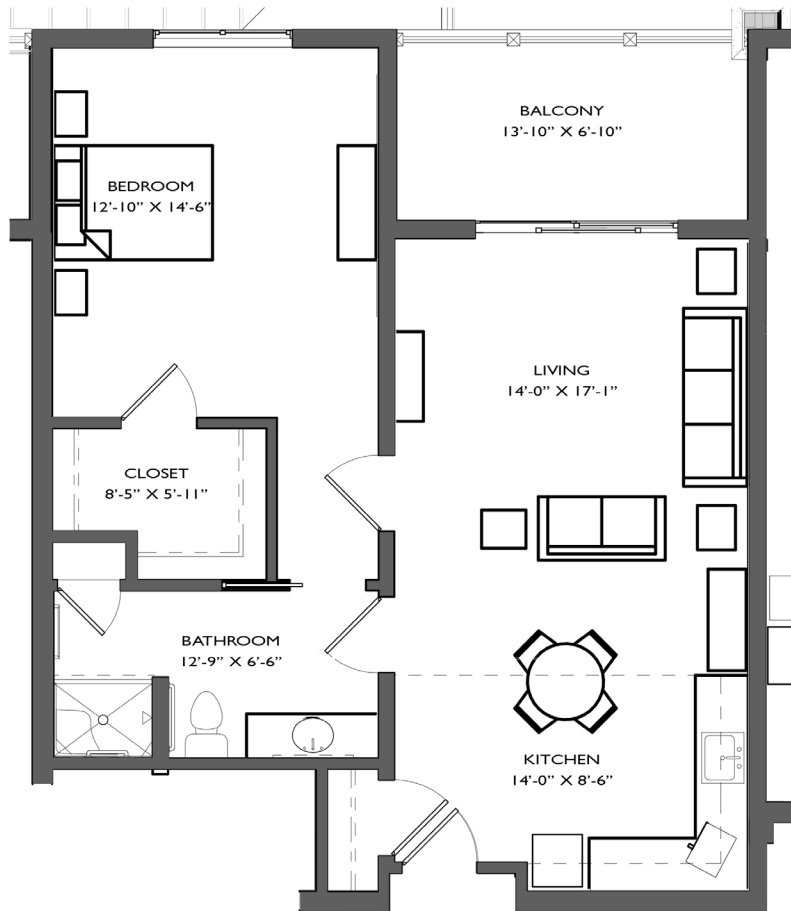 BALCONY
13'-10” X 6'-10”
BEDROOM
12'-10” X 14'-6”
LIVING
14'-0” X 17'-1”
CLOSET
8'-5” X 5'-11”
BATHROOM
12'-9” X 6'-6”
KITCHEN
14'-0” X 8'-6”